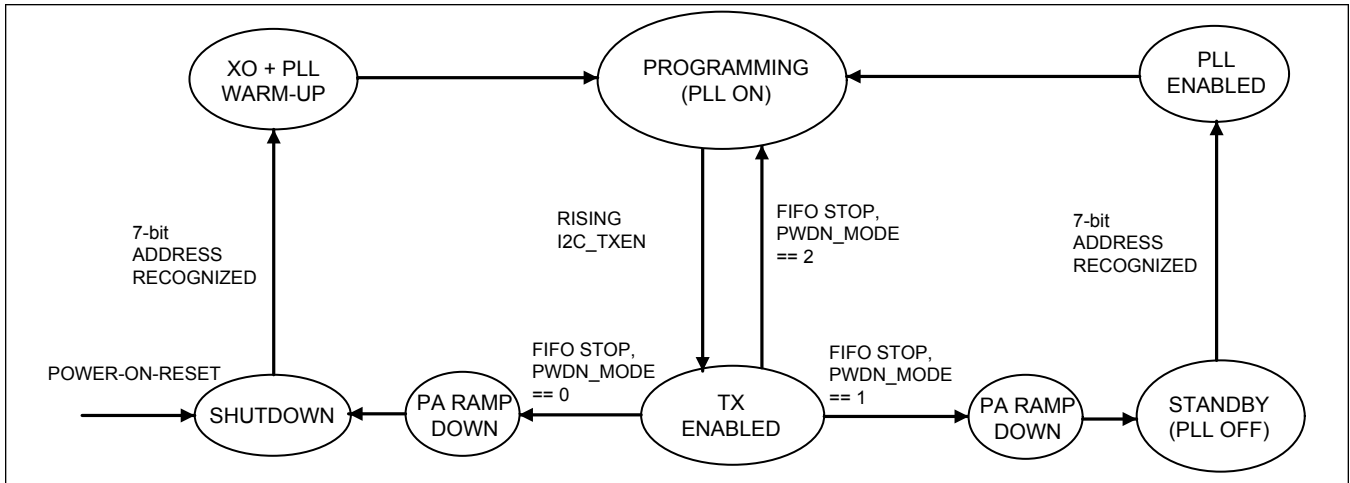 XO + PLL
WARM-UP
PROGRAMMING
(PLL ON)
PLL
ENABLED
7-bit
ADDRESS
RECOGNIZED
RISING
I2C_TXEN
FIFO STOP,
PWDN_MODE
== 2
7-bit
ADDRESS
RECOGNIZED
POWER-ON-RESET
SHUTDOWN
PA RAMP
DOWN
FIFO STOP,
PWDN_MODE
== 0
TX
ENABLED
FIFO STOP,
PWDN_MODE
== 1
PA RAMP
DOWN
STANDBY
(PLL OFF)